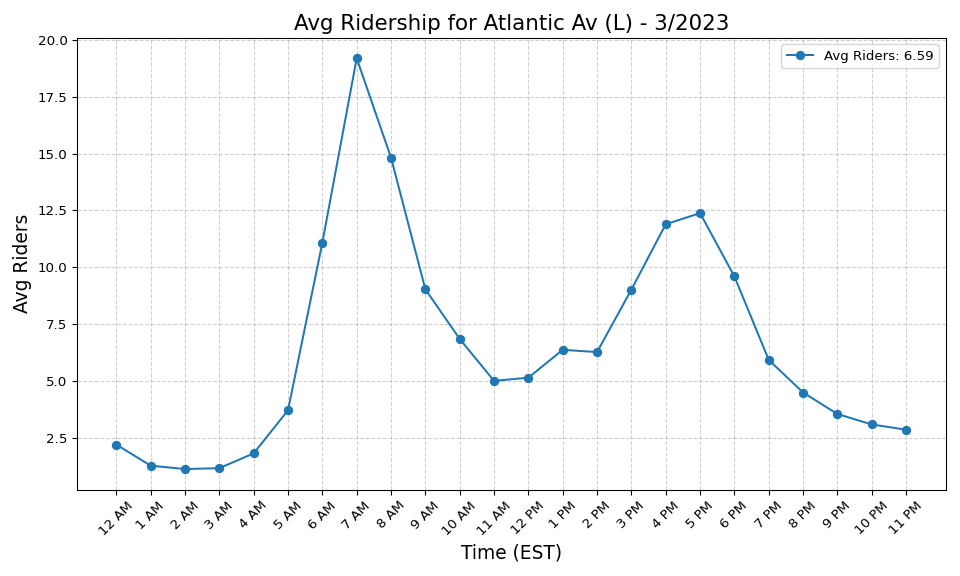 Avg Ridership for Atlantic Av (L) - 3/2023
Avg Riders: 6.59
Avg Riders
20.0
17.5
15.0
12.5
10.0
7.5
5.0
2.5
12 AM
1 AM
2 AM
3 AM
4 AM
5 AM
6 AM
7 AM
8 AM
9 AM
10 AM
11 AM
12 PM
1 PM
2 PM
3 PM
4 PM
5 PM
6 PM
7 PM
8 PM
9 PM
10 PM
11 PM
Time (EST)